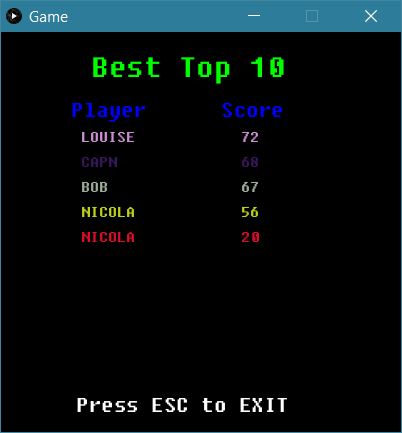 Game
Best Top 10
Player Score
LOUISE 72
CAPN 68
BOB 67
NICOLA 56
NICOLA 20
Press ESC to EXIT